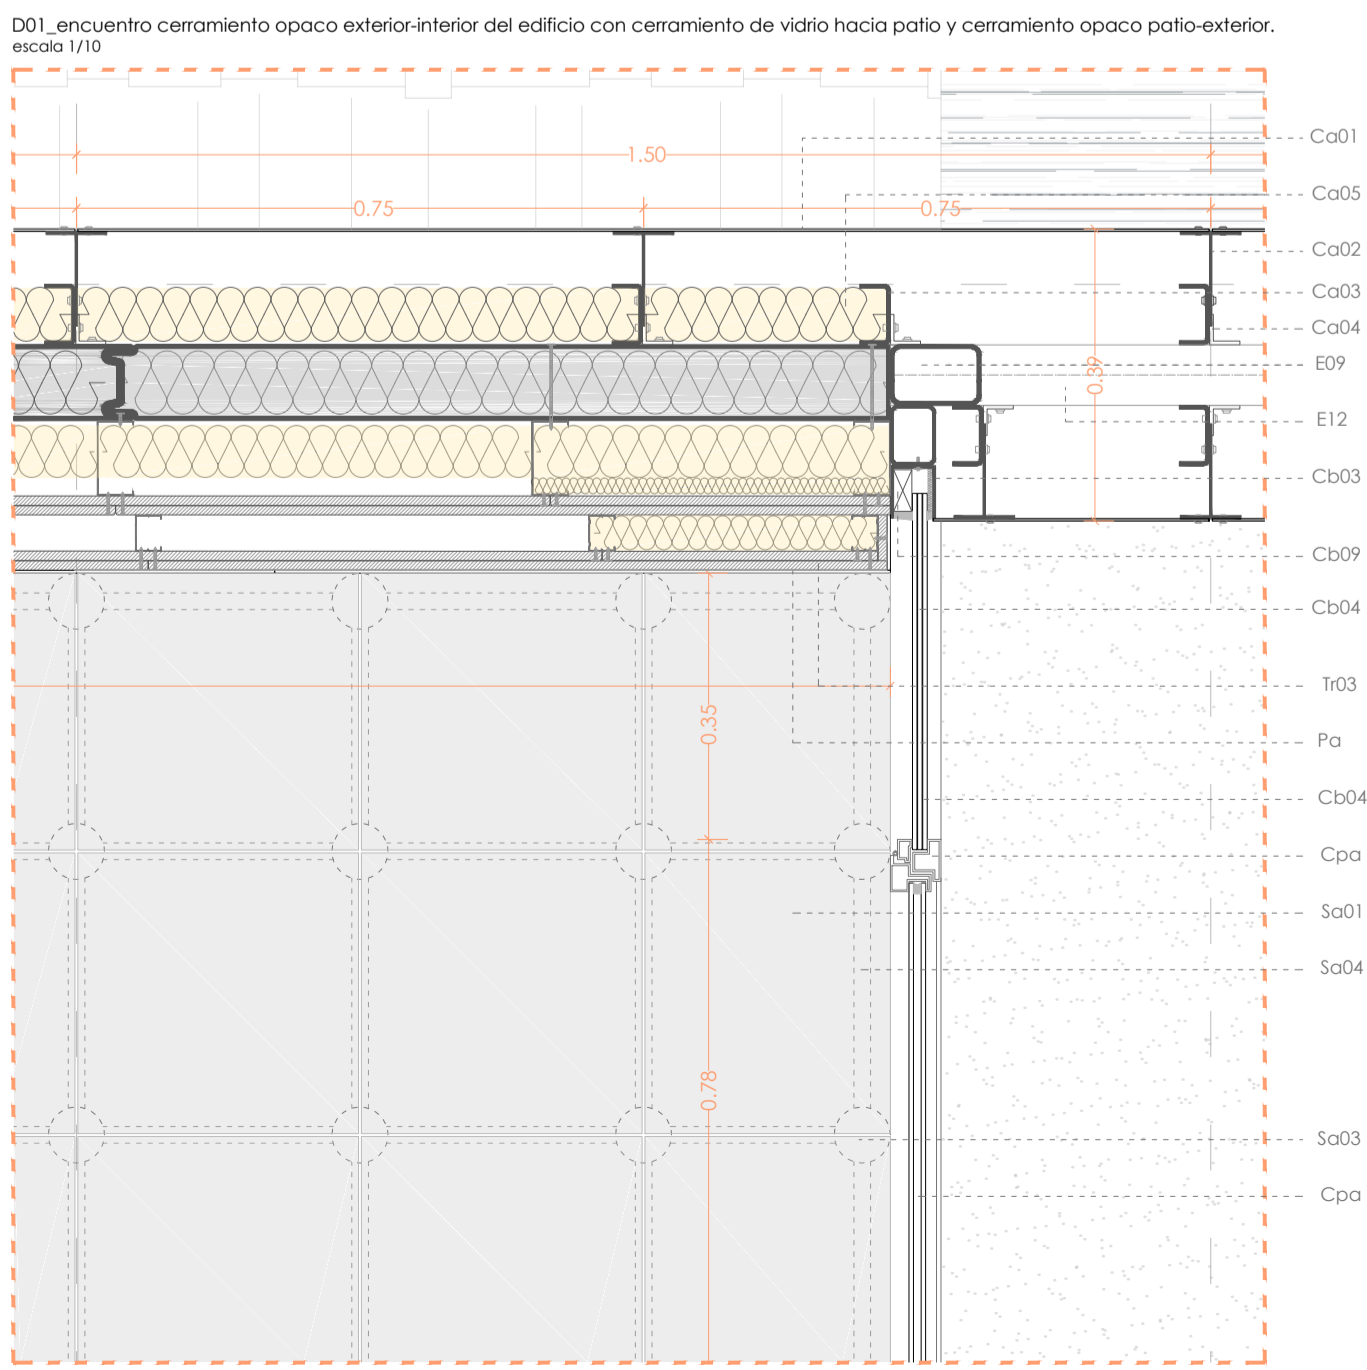 D01_encuentro cerramiento opaco exterior-interior del edificio con cerramiento de vidrio hacia patio y cerramiento opaco patio-exterior.
escala 1/10
Ca01
1.50
Ca05
0.75
0.75
Ca02
Ca03
Ca04
E09
0.39
E12
Cb03
Cb09
Cb04
Tr03
0.35
Pa
Cb04
Cpa
Sa01
Sa04
0.78
Sa03
Cpa